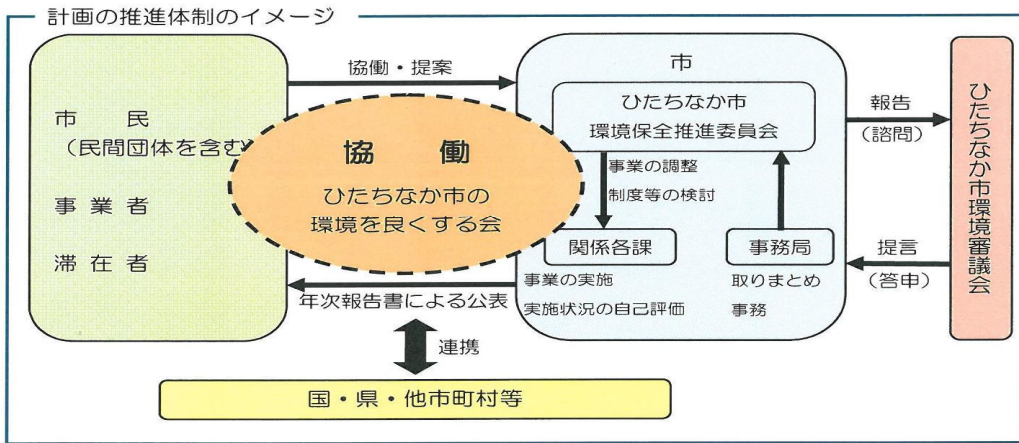 計画の推進体制のイメージ
市　民
（民間団体を含む
事 業 者
滞 在 者
協働・提案
協　働
ひたちなか市の
環境を良くする会
年次報告書による公表
市
ひたちなか市
環境保全推進委員会
事業の調整
制度等の検討
関係各課
事業の実施
実施状況の自己評価
事務局
取りまとめ
事務
報告
（諮問）
提言
（答申）
ひたちなか市環境審議会
連携
国・県・他市町村等